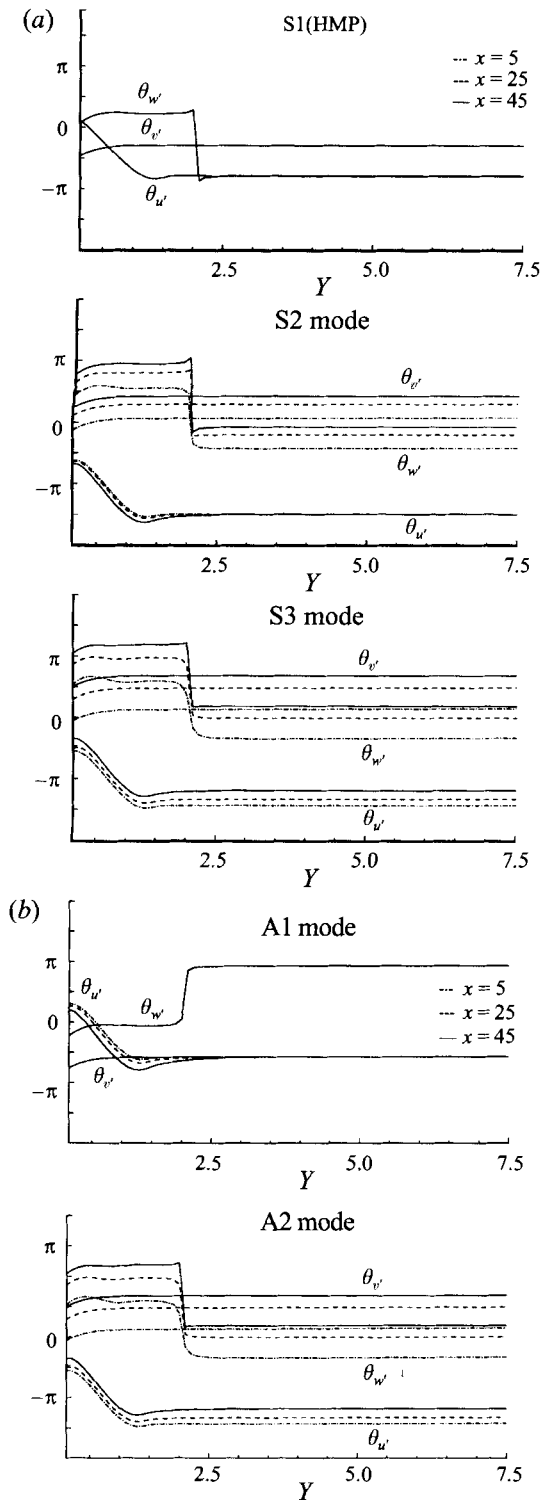 (a)
S1(HMP)
x = 5
x = 25
x = 45
π
0
−π
θw′
θv′
θu′
2.5 5.0 7.5
Y
S2 mode
π
0
−π
θv′
θw′
θu′
2.5 5.0 7.5
Y
S3 mode
π
0
−π
θv′
θw′
θu′
2.5 5.0 7.5
Y
(b)
A1 mode
x = 5
x = 25
x = 45
π
0
−π
θu′
θw′
θv′
2.5 5.0 7.5
Y
A2 mode
π
0
−π
θv′
θw′
θu′
2.5 5.0 7.5
Y